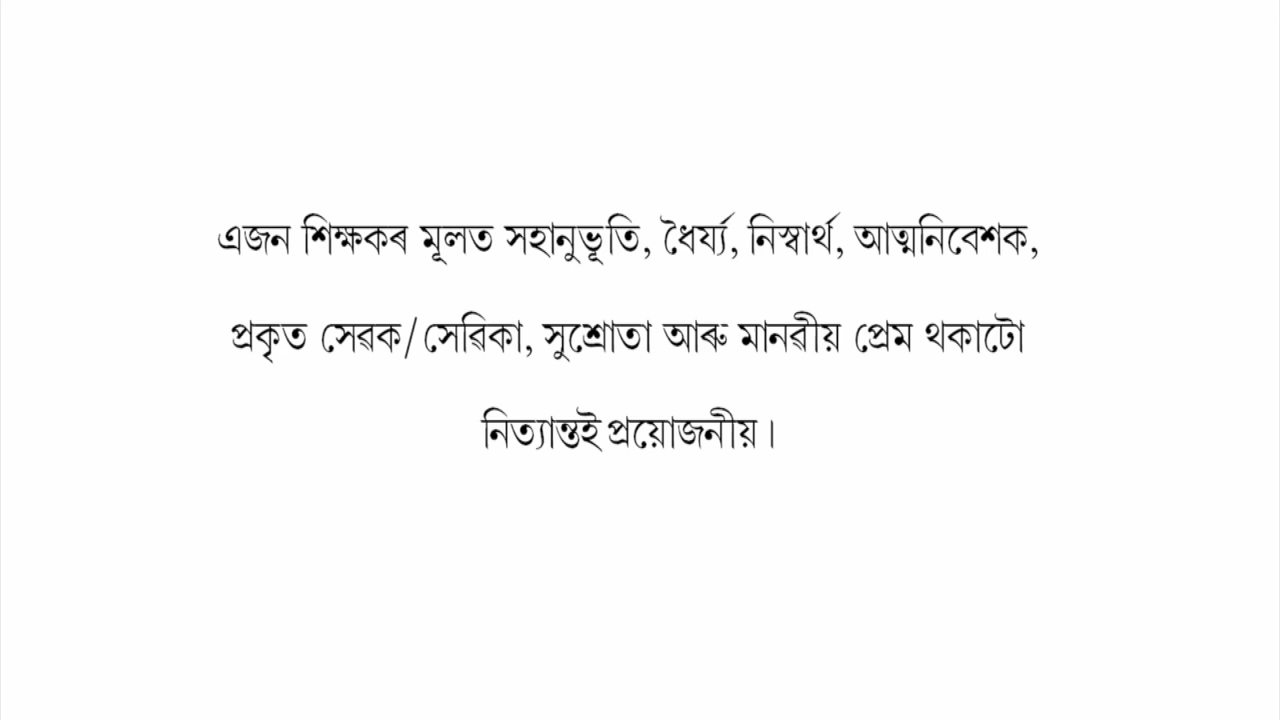 এজন শিক্ষকৰ মূলত সহানুভূতি, ধৈৰ্য্য, নিস্বাৰ্থ, আত্মনিবেশক,
প্ৰকৃত সেৱক/সেৱিকা, সুশ্ৰোতা আৰু মানৱীয় প্ৰেম থকাটো
নিত্যান্তই প্ৰয়োজনীয়।